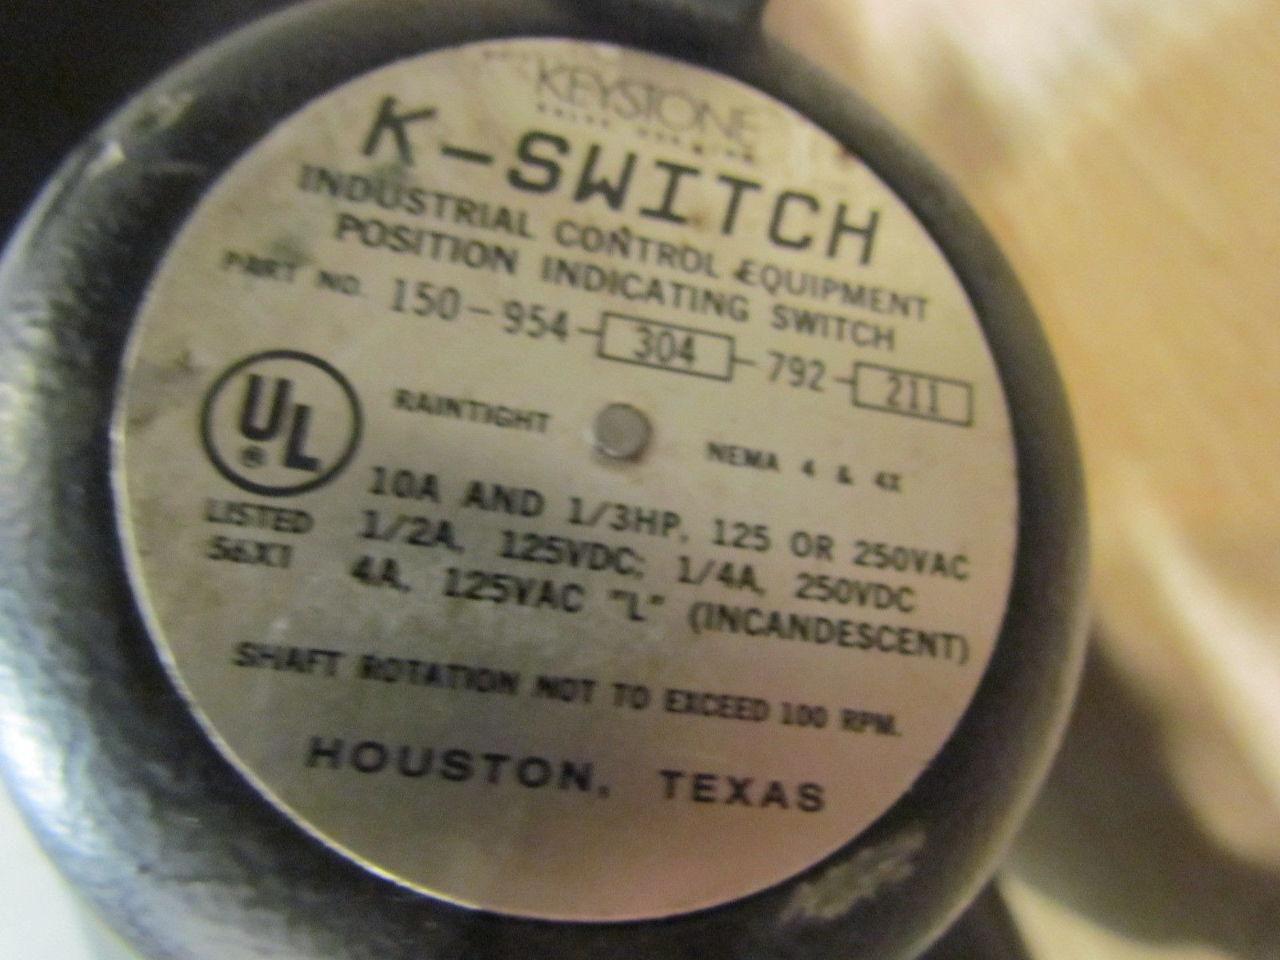 KEYSTONE
K-SWITCH
INDUSTRIAL CONTROL EQUIPMENT
POSITION INDICATING SWITCH
PART NO. 150-954-304-792-211
RAINTIGHT NEMA 4 & 4X
UL ®
LISTED
56X1
10A AND 1/3HP, 125 OR 250VAC
1/2A, 125VDC; 1/4A, 250VDC
4A, 125VAC "L" (INCANDESCENT)
SHAFT ROTATION NOT TO EXCEED 100 RPM.
HOUSTON, TEXAS